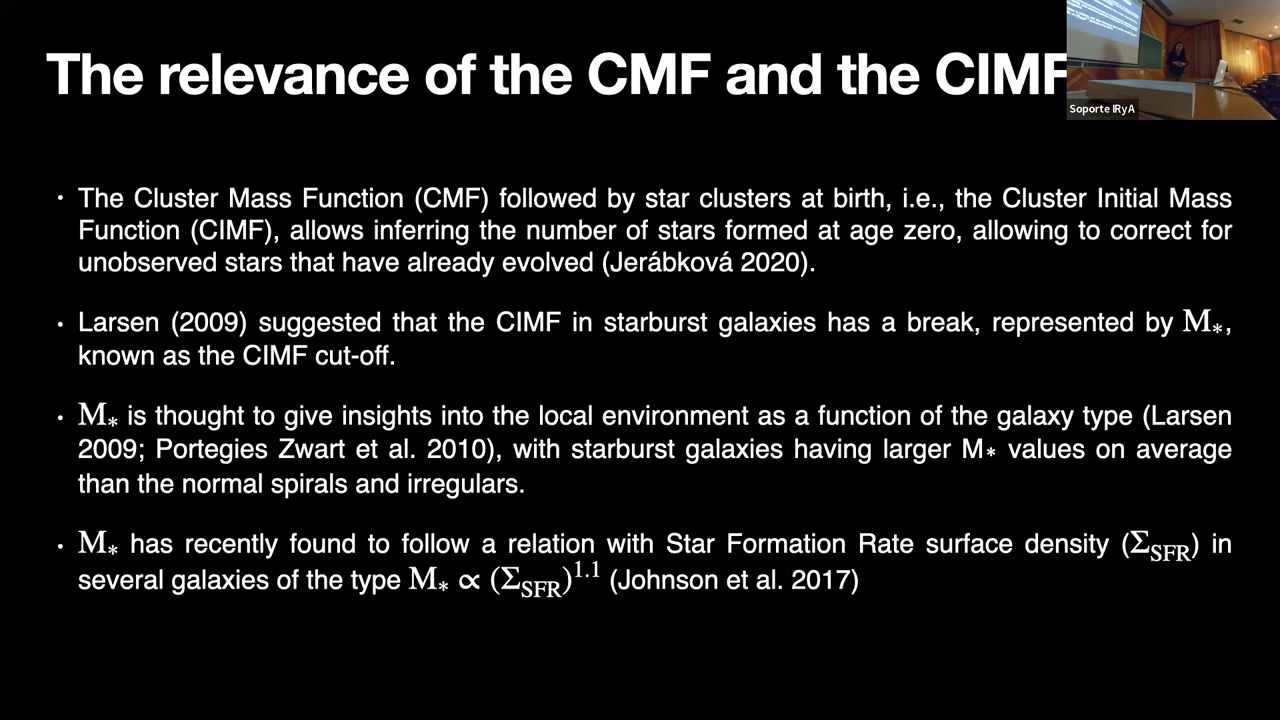 The relevance of the CMF and the CIMF
Soporte IRyA
• The Cluster Mass Function (CMF) followed by star clusters at birth, i.e., the Cluster Initial Mass
Function (CIMF), allows inferring the number of stars formed at age zero, allowing to correct for
unobserved stars that have already evolved (Jerábková 2020).
• Larsen (2009) suggested that the CIMF in starburst galaxies has a break, represented by M∗,
known as the CIMF cut-off.
• M∗ is thought to give insights into the local environment as a function of the galaxy type (Larsen
2009; Portegies Zwart et al. 2010), with starburst galaxies having larger M∗ values on average
than the normal spirals and irregulars.
• M∗ has recently found to follow a relation with Star Formation Rate surface density (Σ_SFR) in
several galaxies of the type M∗ ∝ (Σ_SFR)^1.1 (Johnson et al. 2017)